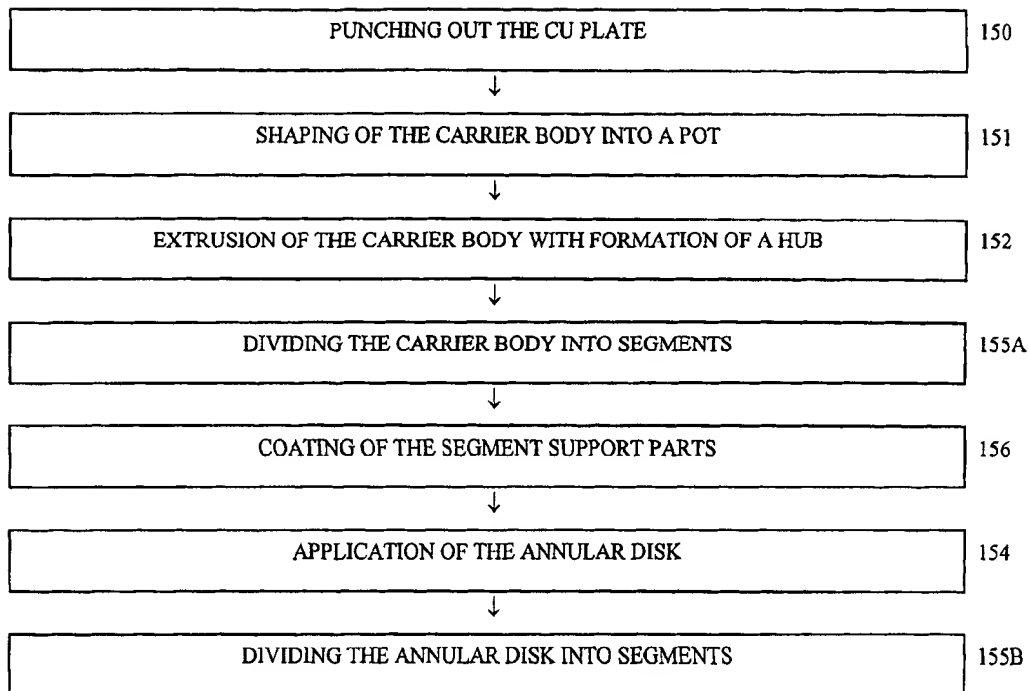 PUNCHING OUT THE CU PLATE 150
↓
SHAPING OF THE CARRIER BODY INTO A POT 151
↓
EXTRUSION OF THE CARRIER BODY WITH FORMATION OF A HUB 152
↓
DIVIDING THE CARRIER BODY INTO SEGMENTS 155A
↓
COATING OF THE SEGMENT SUPPORT PARTS 156
↓
APPLICATION OF THE ANNULAR DISK 154
↓
DIVIDING THE ANNULAR DISK INTO SEGMENTS 155B